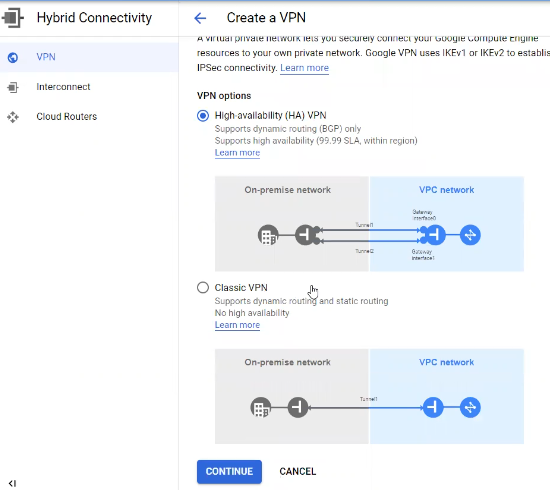 Hybrid Connectivity
Create a VPN
VPN
Interconnect
Cloud Routers
A virtual private network lets you securely connect your Google Compute Engine
resources to your own private network. Google VPN uses IKEv1 or IKEv2 to establis
IPSec connectivity. Learn more
VPN options
High-availability (HA) VPN
Supports dynamic routing (BGP) only
Supports high availability (99.99 SLA, within region)
Learn more
On-premise network
VPC network
Gateway
interface0
Tunnel1
Tunnel2
Gateway
interface1
Classic VPN
Supports dynamic routing and static routing
No high availability
Learn more
On-premise network
VPC network
Tunnel1
CONTINUE
CANCEL